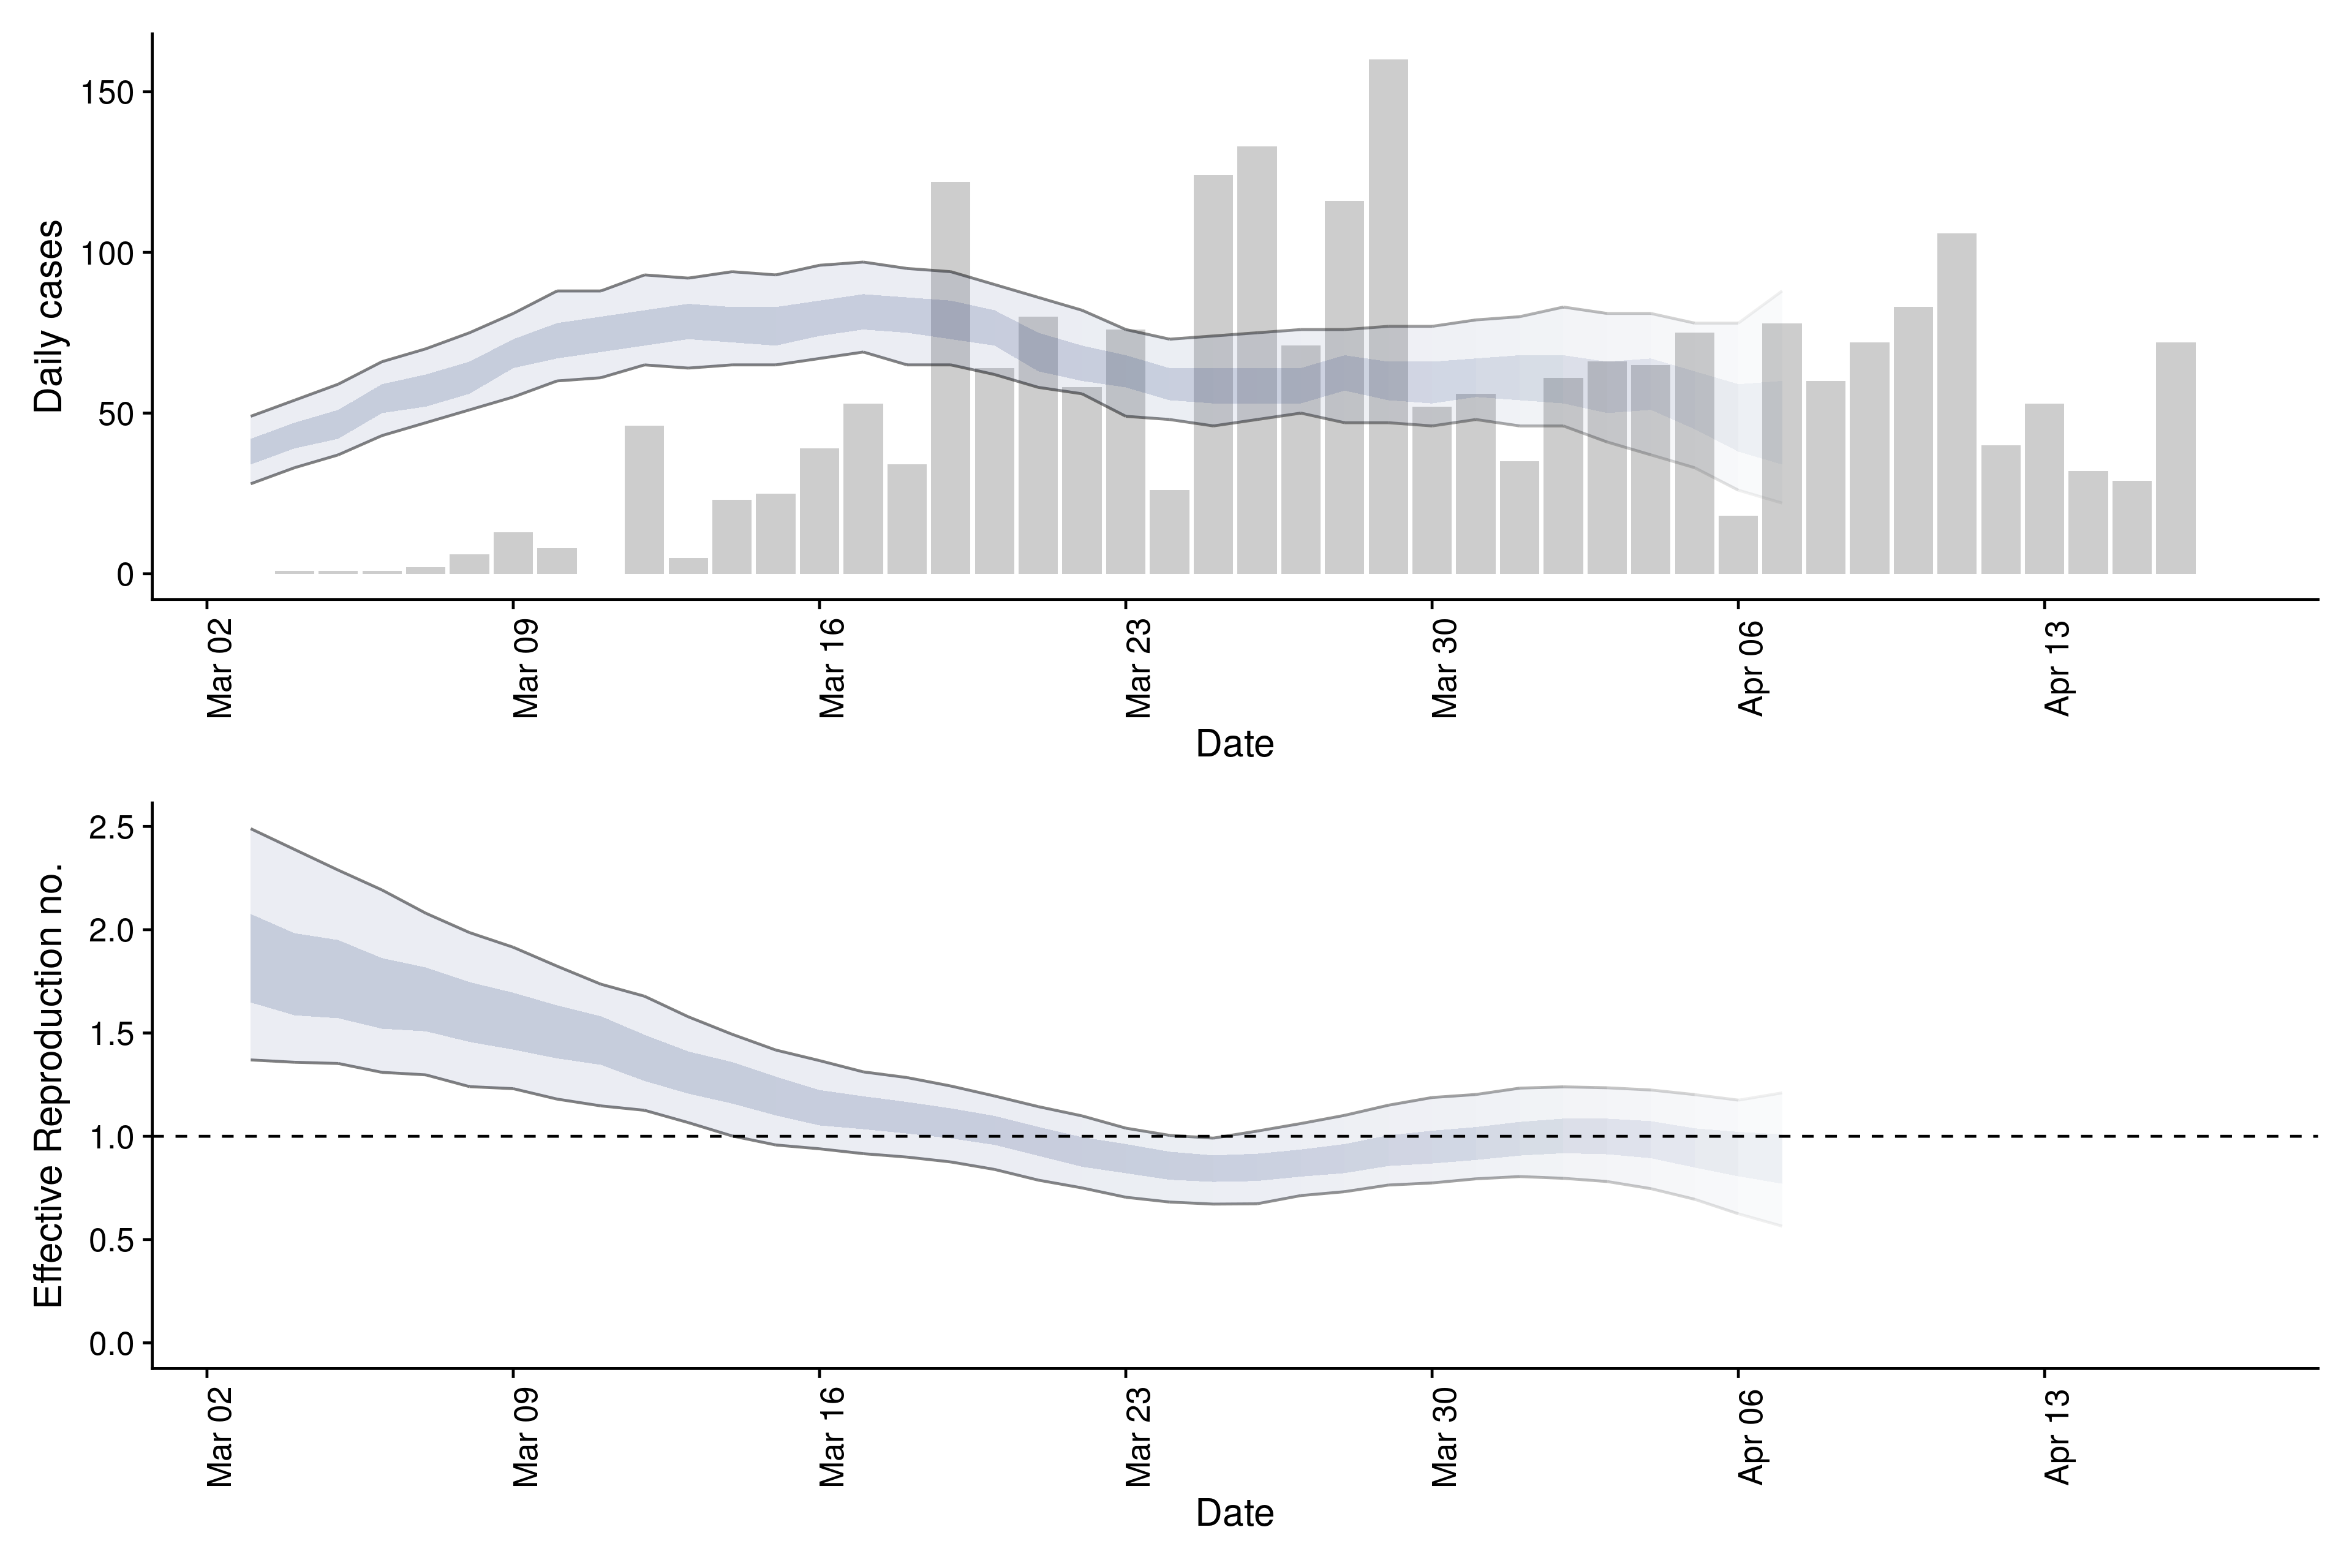 Daily cases
150
100
50
0
Mar 02
Mar 09
Mar 16
Mar 23
Mar 30
Apr 06
Apr 13
Date
Effective Reproduction no.
2.5
2.0
1.5
1.0
0.5
0.0
Mar 02
Mar 09
Mar 16
Mar 23
Mar 30
Apr 06
Apr 13
Date